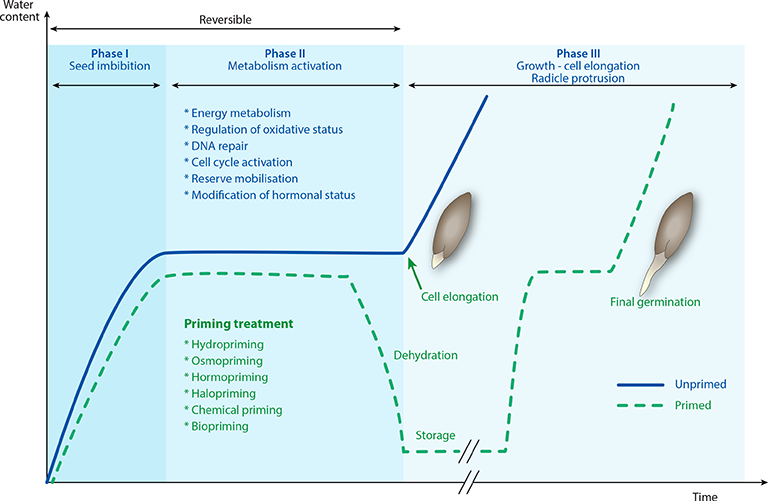 Water
content
Reversible
Phase I
Seed imbibition
Phase II
Metabolism activation
Phase III
Growth - cell elongation
Radicle protrusion
* Energy metabolism
* Regulation of oxidative status
* DNA repair
* Cell cycle activation
* Reserve mobilisation
* Modification of hormonal status
Cell elongation
Final germination
Priming treatment
* Hydropriming
* Osmopriming
* Hormopriming
* Halopriming
* Chemical priming
* Biopriming
Dehydration
Storage
Unprimed
Primed
Time